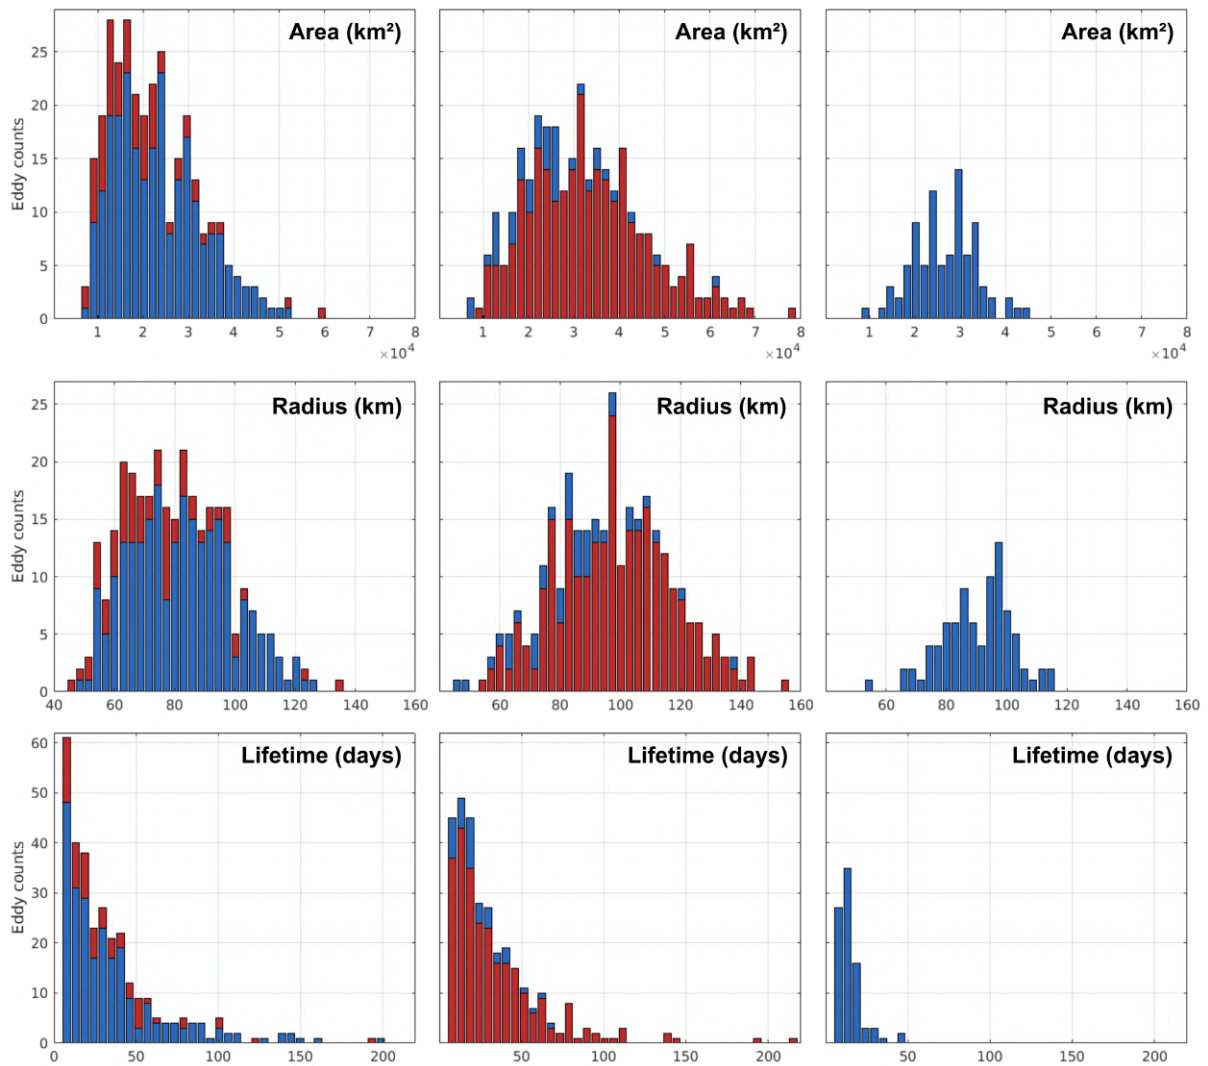 Area (km²) Area (km²) Area (km²)
Eddy counts
25
20
15
10
5
0
1 2 3 4 5 6 7 8 1 2 3 4 5 6 7 8 1 2 3 4 5 6 7 8
×10⁴ ×10⁴ ×10⁴
Radius (km) Radius (km) Radius (km)
Eddy counts
25
20
15
10
5
0
40 60 80 100 120 140 160 60 80 100 120 140 160 60 80 100 120 140 160
Lifetime (days) Lifetime (days) Lifetime (days)
Eddy counts
60
50
40
30
20
10
0
0 50 100 150 200 50 100 150 200 50 100 150 200